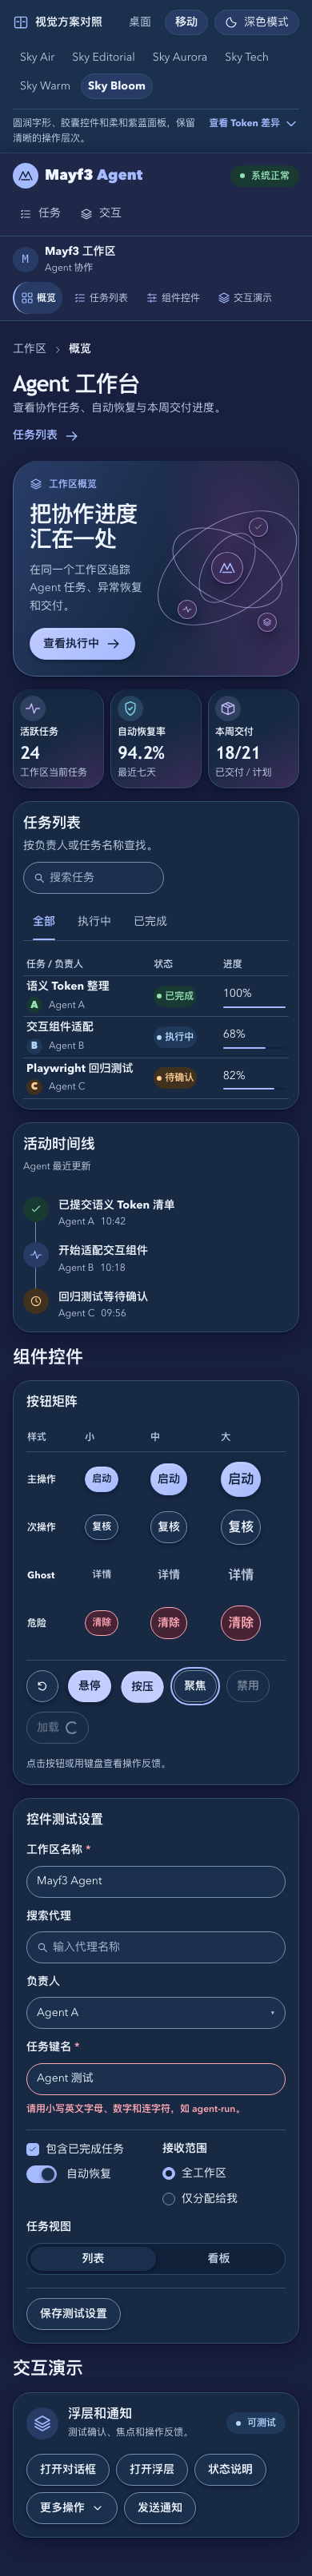 视觉方案对照 桌面 移动 深色模式
Sky Air Sky Editorial Sky Aurora Sky Tech
Sky Warm Sky Bloom
圆润字形、胶囊控件和柔和紫蓝面板，保留清晰的操作层次。
查看 Token 差异
Mayf3 Agent 系统正常
任务 交互
M
Mayf3 工作区
Agent 协作
概览 任务列表 组件控件 交互演示
工作区 > 概览
Agent 工作台
查看协作任务、自动恢复与本周交付进度。
任务列表 →
工作区概览
把协作进度
汇在一处
在同一个工作区追踪
Agent 任务、异常恢复
和交付。
查看执行中 →
活跃任务 自动恢复率 本周交付
24 94.2% 18/21
工作区当前任务 最近七天 已交付 / 计划
任务列表
按负责人或任务名称查找。
搜索任务
全部 执行中 已完成
任务 / 负责人 状态 进度
语义 Token 整理
A Agent A 已完成 100%
交互组件适配
B Agent B 执行中 68%
Playwright 回归测试
C Agent C 待确认 82%
活动时间线
Agent 最近更新
已提交语义 Token 清单
Agent A 10:42
开始适配交互组件
Agent B 10:18
回归测试等待确认
Agent C 09:56
组件控件
按钮矩阵
样式 小 中 大
主操作 启动 启动 启动
次操作 复核 复核 复核
Ghost 详情 详情 详情
危险 清除 清除 清除
悬停 按压 聚焦 禁用
加载
点击按钮或用键盘查看操作反馈。
控件测试设置
工作区名称 *
Mayf3 Agent
搜索代理
输入代理名称
负责人
Agent A
任务键名 *
Agent 测试
请用小写英文字母、数字和连字符，如 agent-run。
包含已完成任务
自动恢复
接收范围
全工作区
仅分配给我
任务视图
列表 看板
保存测试设置
交互演示
浮层和通知
测试确认、焦点和操作反馈。
可测试
打开对话框 打开浮层 状态说明
更多操作 发送通知